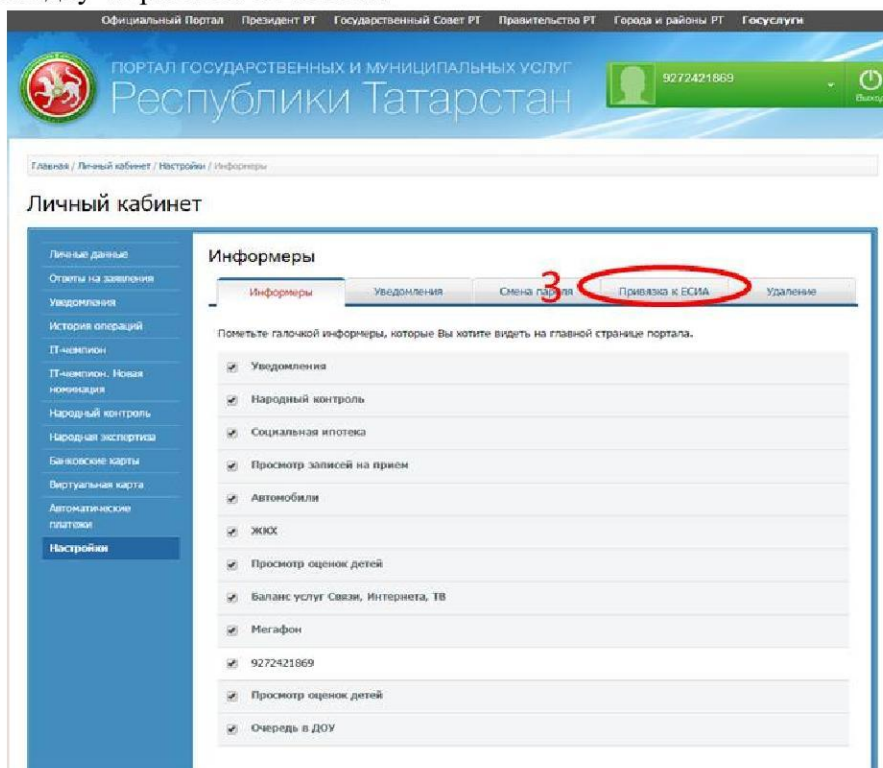 Официальный Портал Президент РТ Государственный Совет РТ Правительство РТ Города и районы РТ Госуслуги
ПОРТАЛ ГОСУДАРСТВЕННЫХ И МУНИЦИПАЛЬНЫХ УСЛУГ
Республики Татарстан
9272421869
Выход
Главная / Личный кабинет / Настройки / Информеры
Личный кабинет
Личные данные
Ответы на заявления
Уведомления
История операций
IT-чемпион
IT-чемпион. Новая
номинация
Народный контроль
Народная экспертиза
Банковские карты
Виртуальная карта
Автоматические
платежи
Настройки
Информеры
Информеры Уведомления Смена пароля 3 Привязка к ЕСИА Удаление
Пометьте галочкой информеры, которые Вы хотите видеть на главной странице портала.
Уведомления
Народный контроль
Социальная ипотека
Просмотр записей на прием
Автомобили
ЖКХ
Просмотр оценок детей
Баланс услуг Связи, Интернета, ТВ
Мегафон
9272421869
Просмотр оценок детей
Очередь в ДОУ